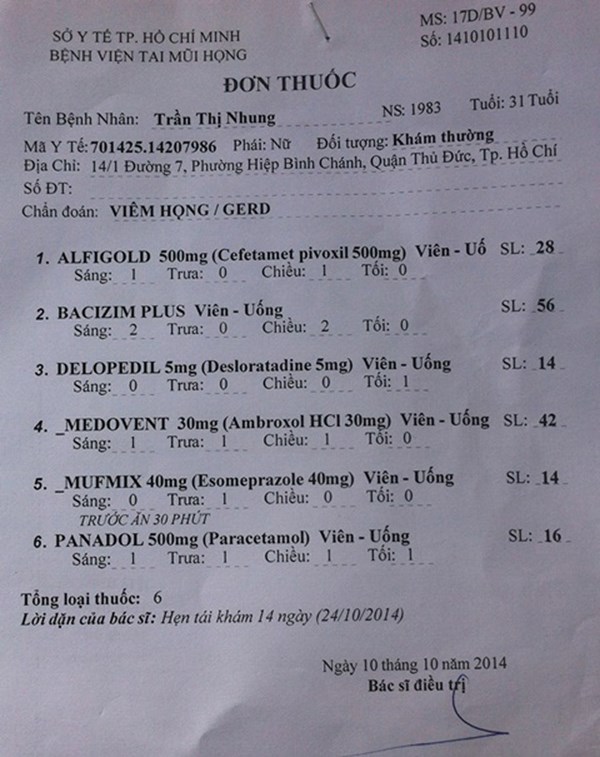 MS: 17D/BV - 99
SỞ Y TẾ TP. HỒ CHÍ MINH
Số: 1410101110
BỆNH VIỆN TAI MŨI HỌNG
ĐƠN THUỐC
Tên Bệnh Nhân: Trần Thị Nhung NS: 1983 Tuổi: 31 Tuổi
Mã Y Tế: 701425.14207986 Phái: Nữ Đối tượng: Khám thường
Địa Chỉ: 14/1 Đường 7, Phường Hiệp Bình Chánh, Quận Thủ Đức, Tp. Hồ Chí
Số ĐT:
Chẩn đoán: VIÊM HỌNG / GERD
1. ALFIGOLD 500mg (Cefetamet pivoxil 500mg) Viên - Uố SL: 28
Sáng: 1 Trưa: 0 Chiều: 1 Tối: 0
2. BACIZIM PLUS Viên - Uống SL: 56
Sáng: 2 Trưa: 0 Chiều: 2 Tối: 0
3. DELOPEDIL 5mg (Desloratadine 5mg) Viên - Uống SL: 14
Sáng: 0 Trưa: 0 Chiều: 0 Tối: 1
4. _MEDOVENT 30mg (Ambroxol HCl 30mg) Viên - Uống SL: 42
Sáng: 1 Trưa: 1 Chiều: 1 Tối: 0
5. _MUFMIX 40mg (Esomeprazole 40mg) Viên - Uống SL: 14
Sáng: 0 Trưa: 1 Chiều: 0 Tối: 0
TRƯỚC ĂN 30 PHÚT
6. PANADOL 500mg (Paracetamol) Viên - Uống SL: 16
Sáng: 1 Trưa: 1 Chiều: 1 Tối: 1
Tổng loại thuốc: 6
Lời dặn của bác sĩ: Hẹn tái khám 14 ngày (24/10/2014)
Ngày 10 tháng 10 năm 2014
Bác sĩ điều trị